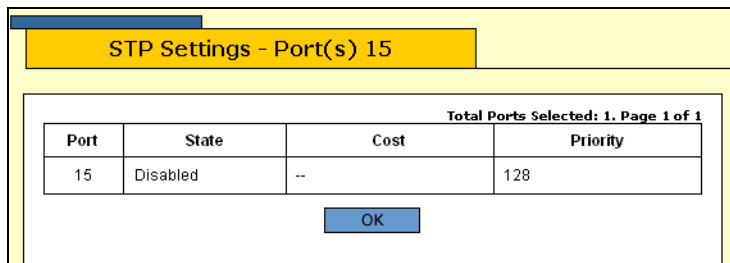 STP Settings - Port(s) 15
Total Ports Selected: 1. Page 1 of 1
Port State Cost Priority
15 Disabled -- 128
OK